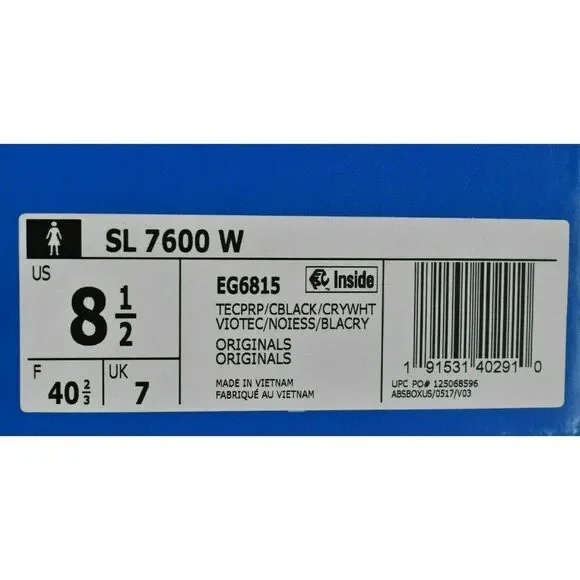 SL 7600 W
US
8 1/2
F
40 2/3
UK
7
EG6815
Inside
TECPRP/CBLACK/CRYWHT
VIOTEC/NOIESS/BLACRY
ORIGINALS
ORIGINALS
MADE IN VIETNAM
FABRIQUÉ AU VIETNAM
1 91531 40291 0
UPC PO# 125068596
ABSBOXUS/0517/V03